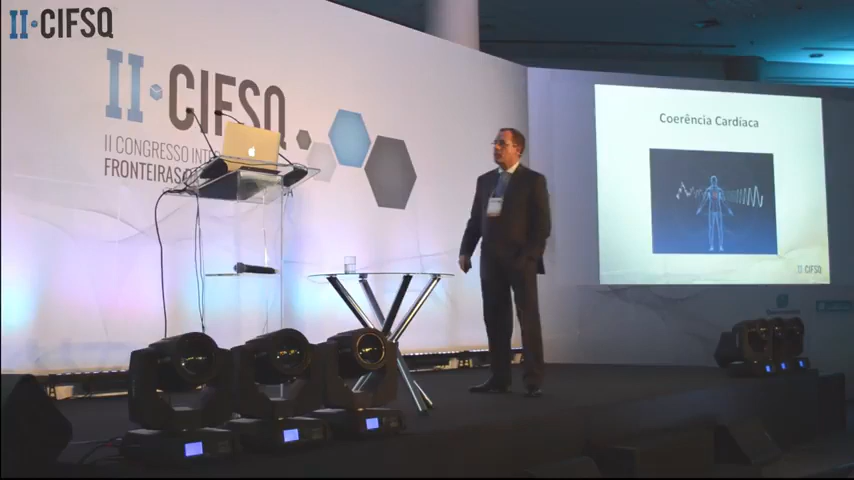 II·CIFSQ
II·CIFSQ
II CONGRESSO INT
FRONTEIRAS
Coerência Cardíaca
II·CIFSQ